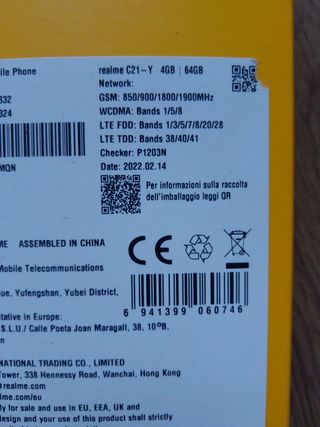 ile Phone
realme C21-Y 4GB | 64GB
Network:
332
GSM: 850/900/1800/1900MHz
324
WCDMA: Bands 1/5/8
LTE FDD: Bands 1/3/5/7/8/20/28
LTE TDD: Bands 38/40/41
Checker: P1203N
MQN
Date: 2022.02.14
Per informazioni sulla raccolta
dell'imballaggio leggi QR
ME ASSEMBLED IN CHINA
CE
Mobile Telecommunications
ue, Yufengshan, Yubei District,
6 941399 060746
tative in Europe:
S.L.U./ Calle Poeta Joan Maragall, 38, 10ºB,
n
NATIONAL TRADING CO., LIMITED
Tower, 338 Hennessy Road, Wanchai, Hong Kong
@realme.com
realme.com/eu
y for sale and use in EU, EEA, UK and
design and your use of this product shall strictly